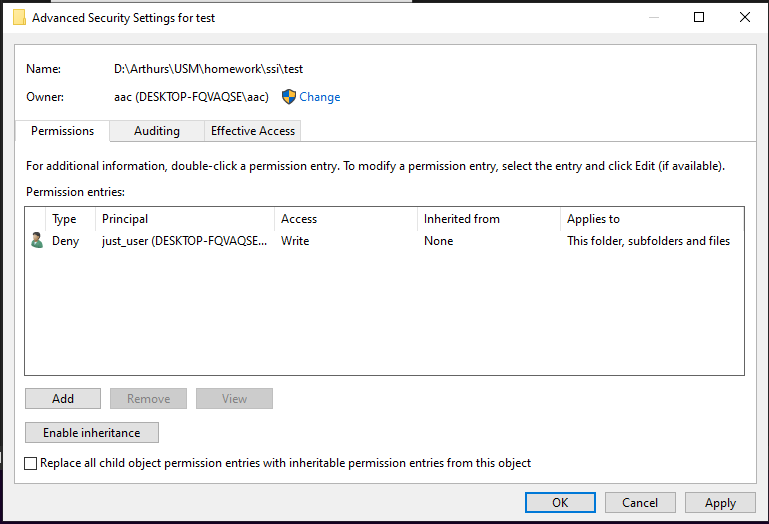 Advanced Security Settings for test
Name: D:\Arthurs\USM\homework\ssi\test
Owner: aac (DESKTOP-FQVAQSE\aac) Change
Permissions Auditing Effective Access
For additional information, double-click a permission entry. To modify a permission entry, select the entry and click Edit (if available).
Permission entries:
Type Principal Access Inherited from Applies to
Deny just_user (DESKTOP-FQVAQSE... Write None This folder, subfolders and files
Add Remove View
Enable inheritance
Replace all child object permission entries with inheritable permission entries from this object
OK Cancel Apply